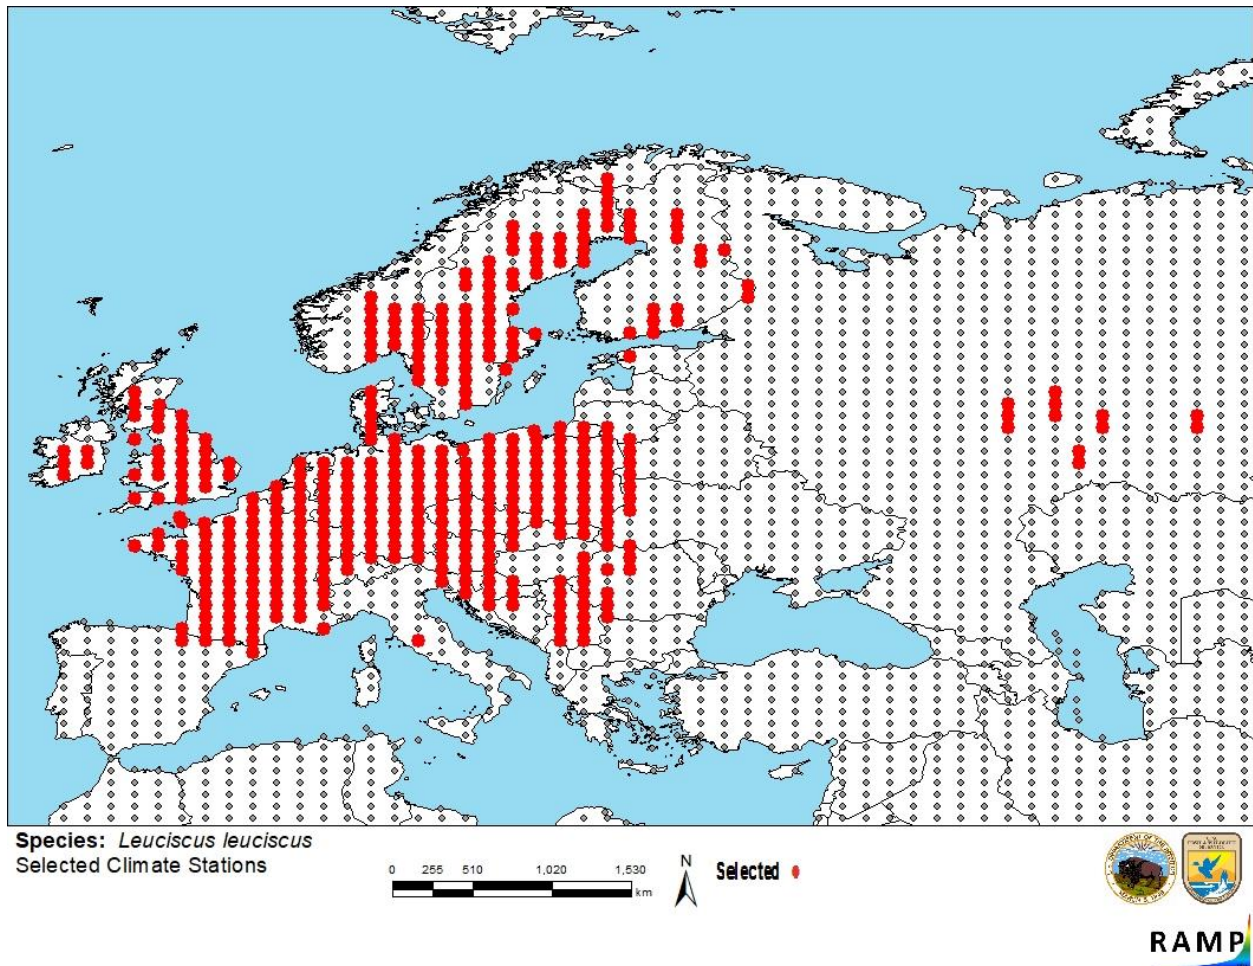 Species: Leuciscus leuciscus
Selected Climate Stations
0 255 510 1,020 1,530
km
N
Selected
RAMP